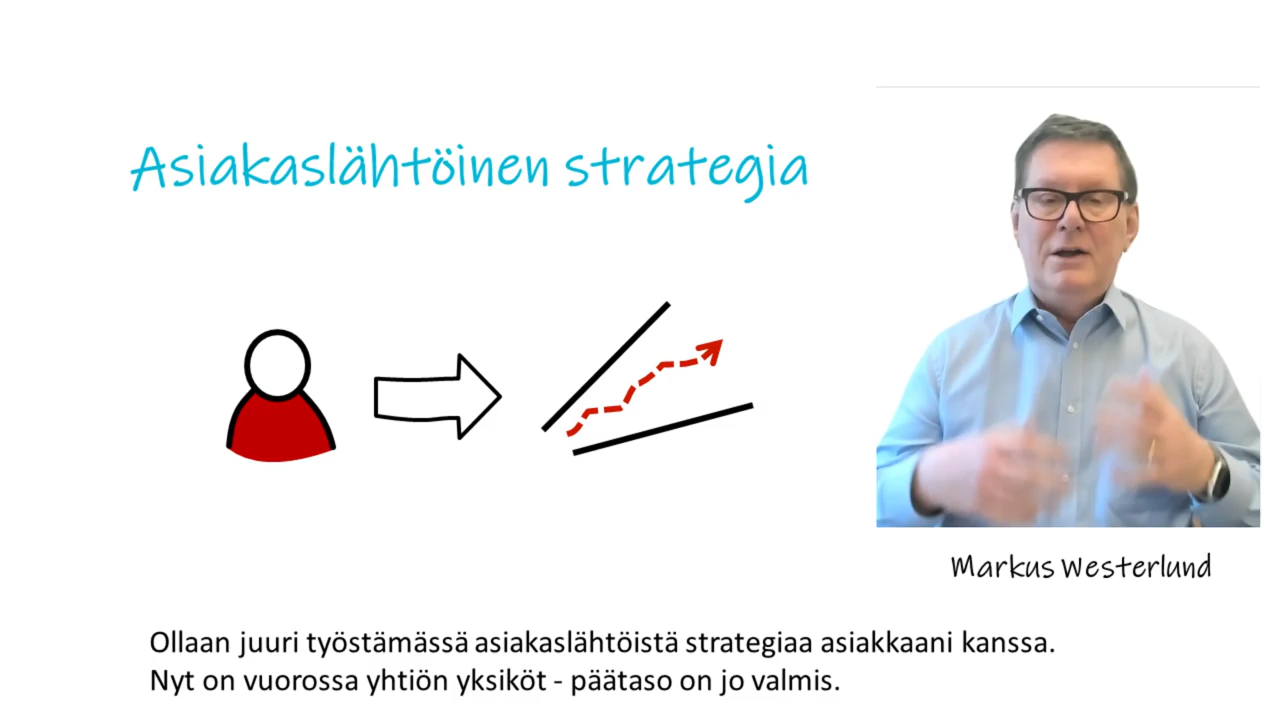 Asiakaslähtöinen strategia
Markus Westerlund
Ollaan juuri työstämässä asiakaslähtöistä strategiaa asiakkaani kanssa.
Nyt on vuorossa yhtiön yksiköt - päätaso on jo valmis.